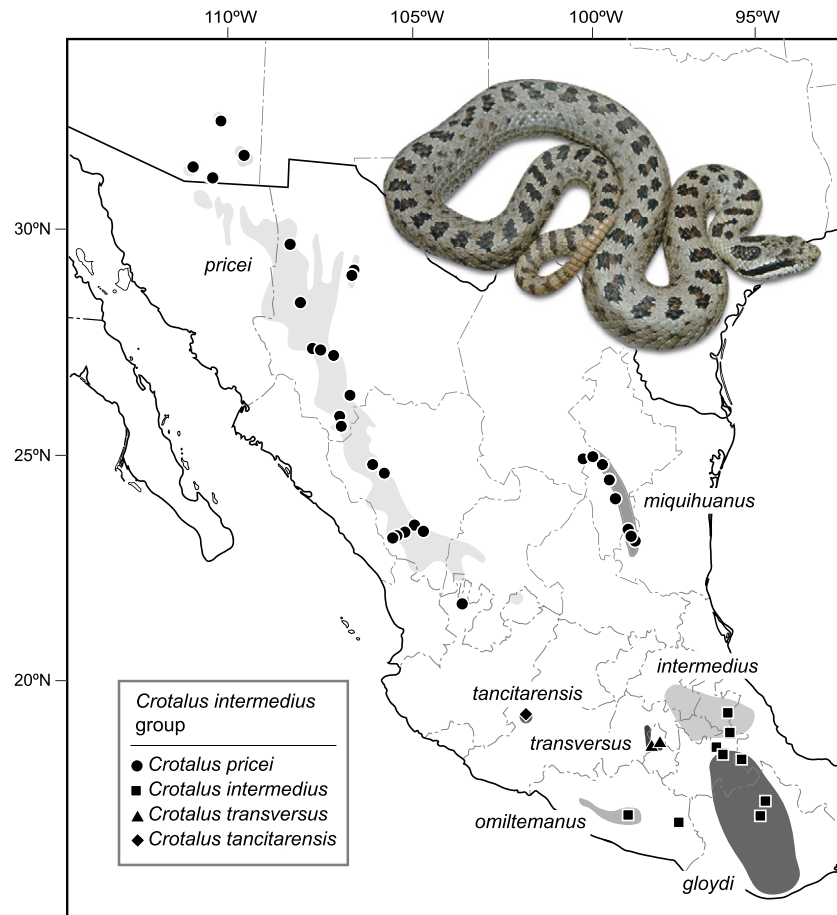 110ºW
105ºW
100ºW
95ºW
30ºN
pricei
25ºN
miquihuanus
20ºN
intermedius
tancitarensis
transversus
omiltemanus
gloydi
Crotalus intermedius
group
Crotalus pricei
Crotalus intermedius
Crotalus transversus
Crotalus tancitarensis